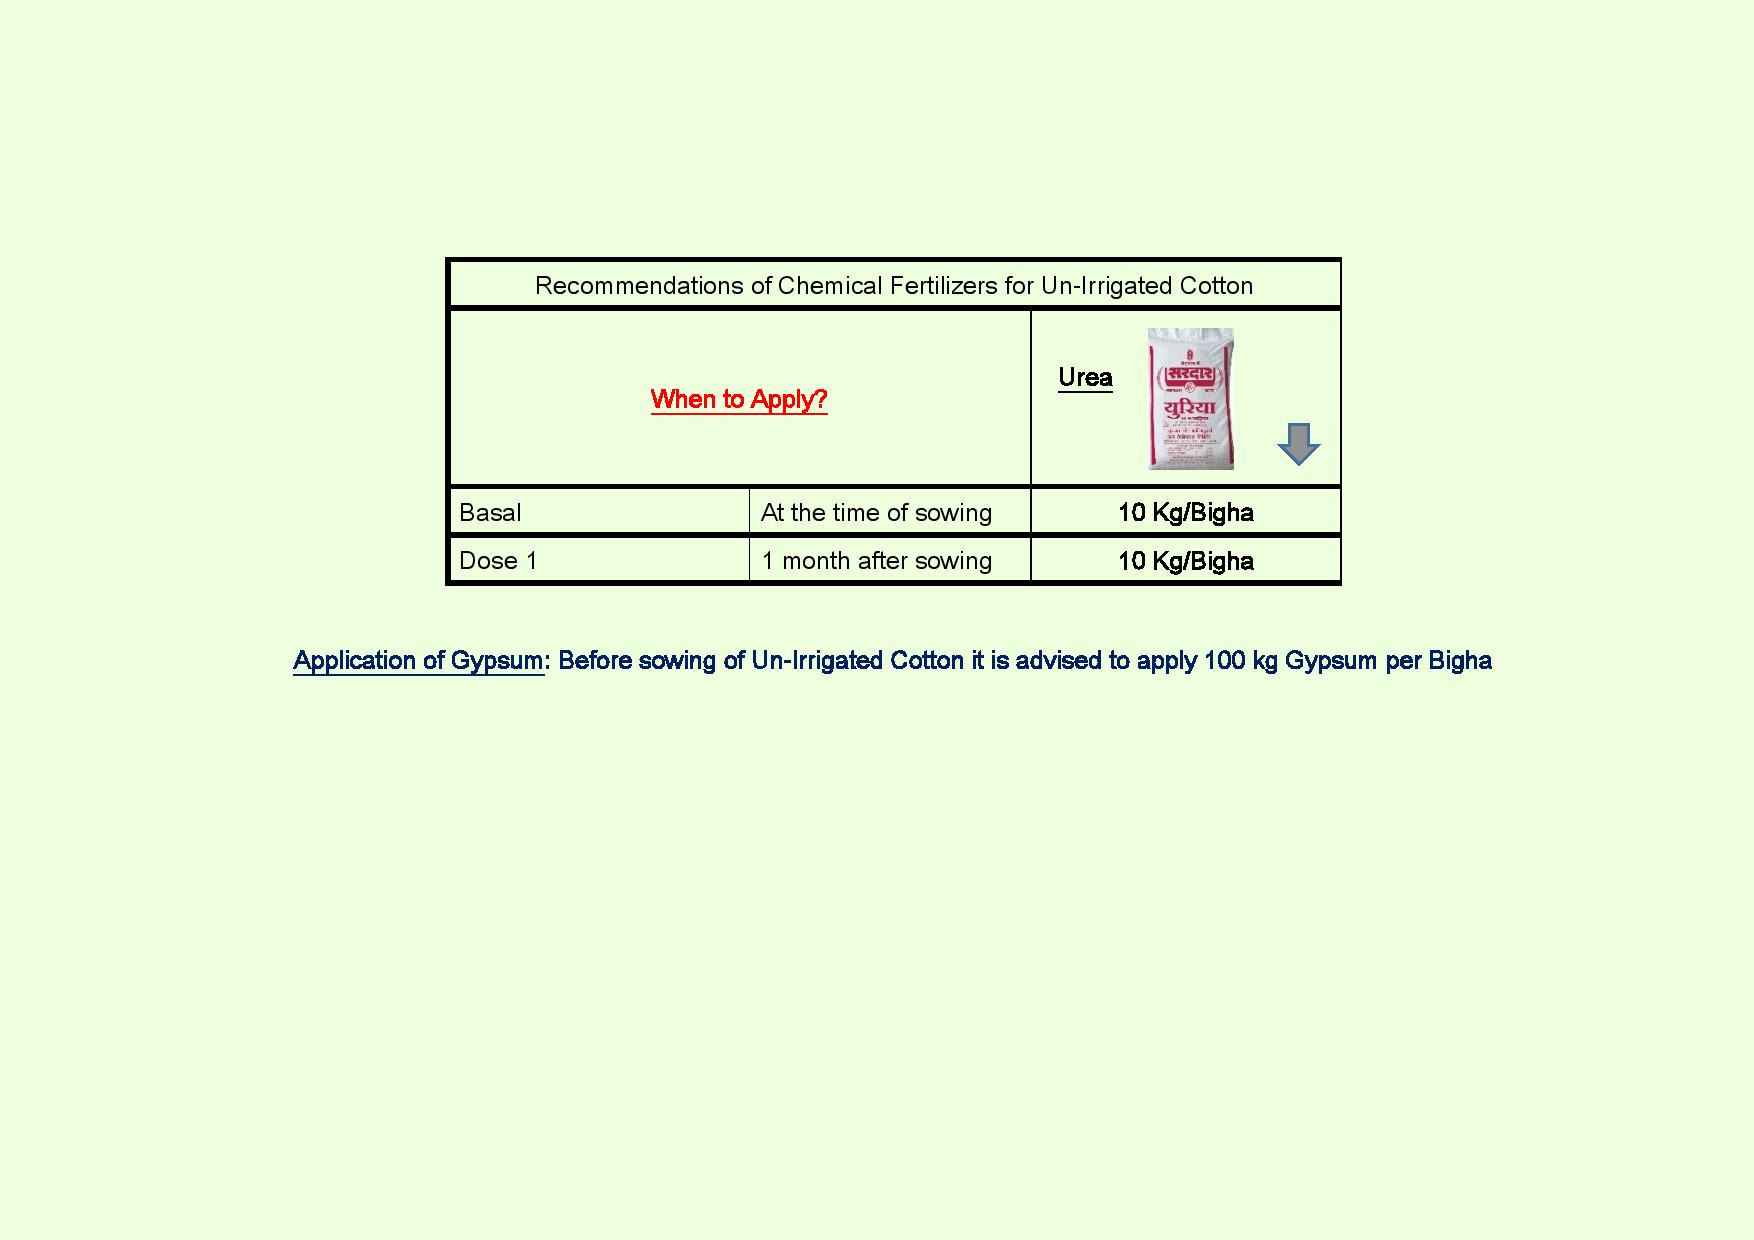 Recommendations of Chemical Fertilizers for Un-Irrigated Cotton
When to Apply?
Urea
सरदार
युरिया
Basal At the time of sowing 10 Kg/Bigha
Dose 1 1 month after sowing 10 Kg/Bigha
Application of Gypsum: Before sowing of Un-Irrigated Cotton it is advised to apply 100 kg Gypsum per Bigha